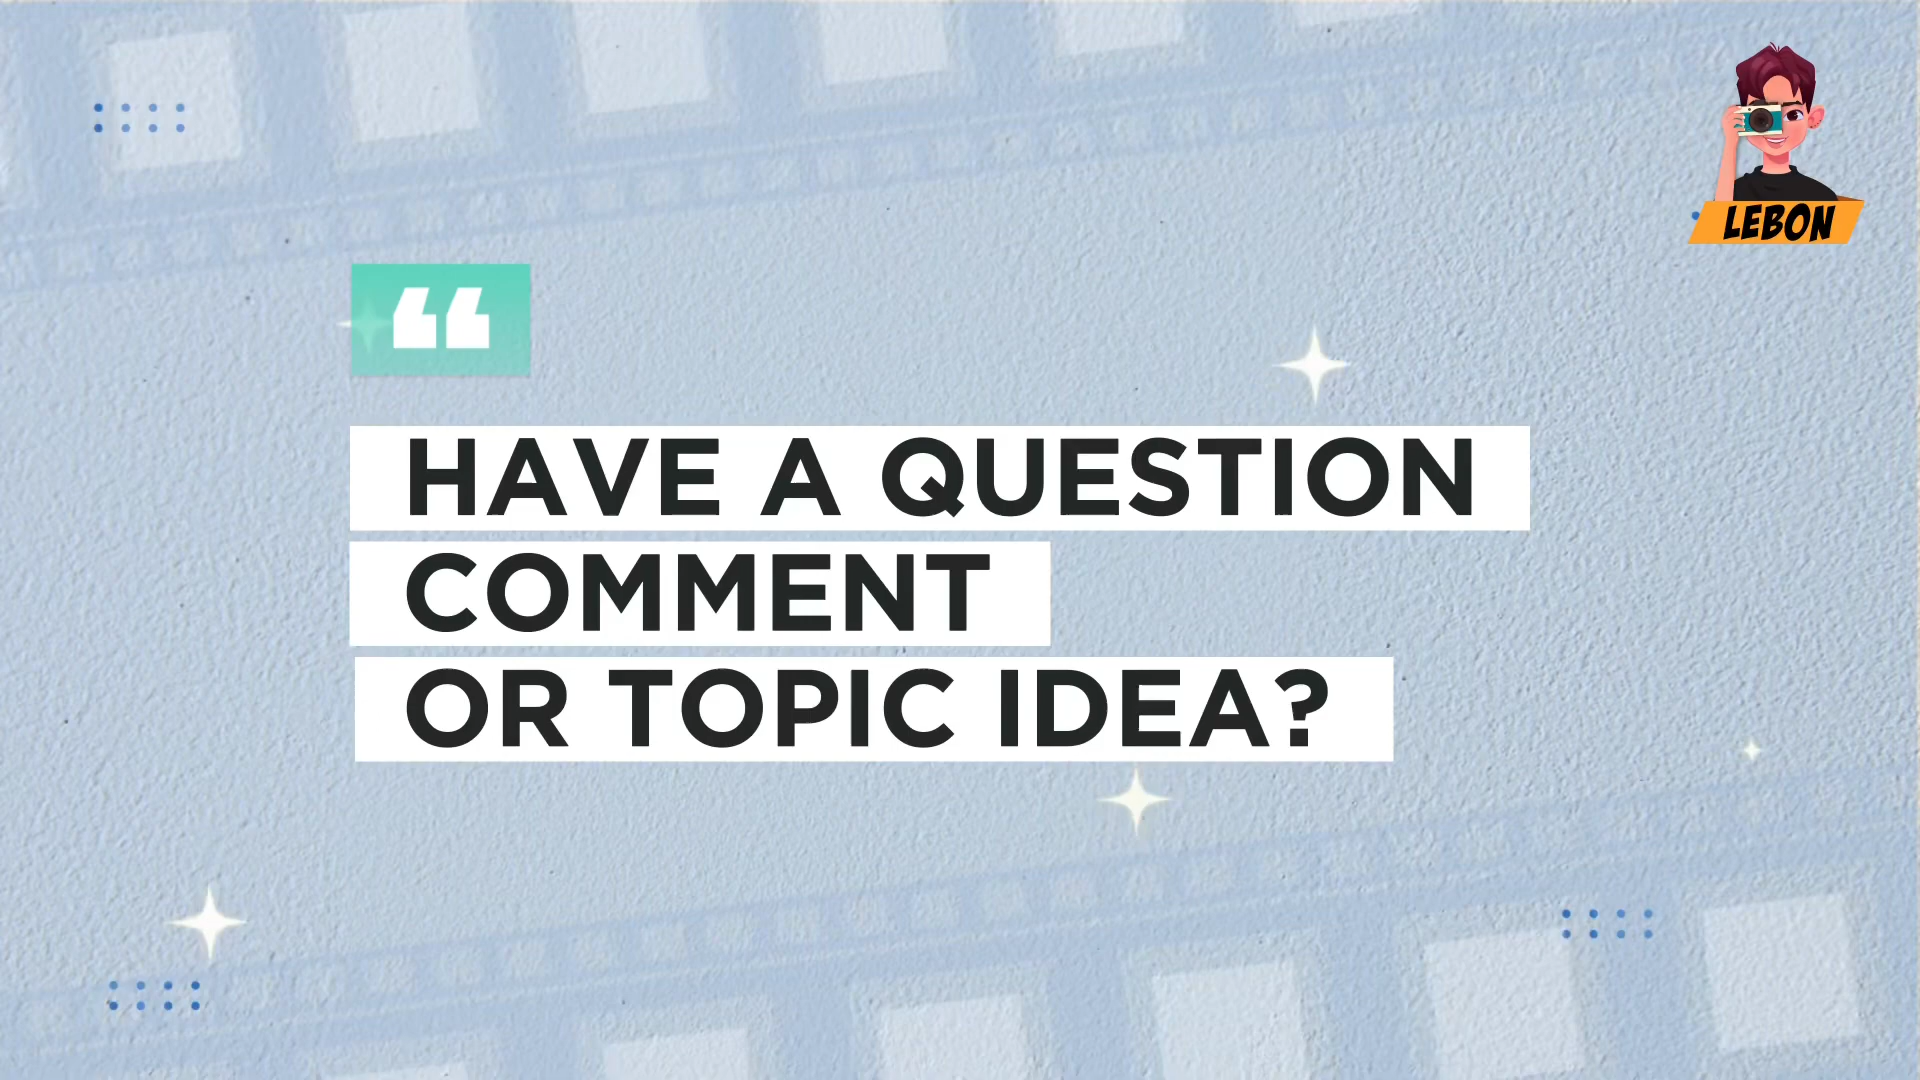 LEBON
“
HAVE A QUESTION
COMMENT
OR TOPIC IDEA?